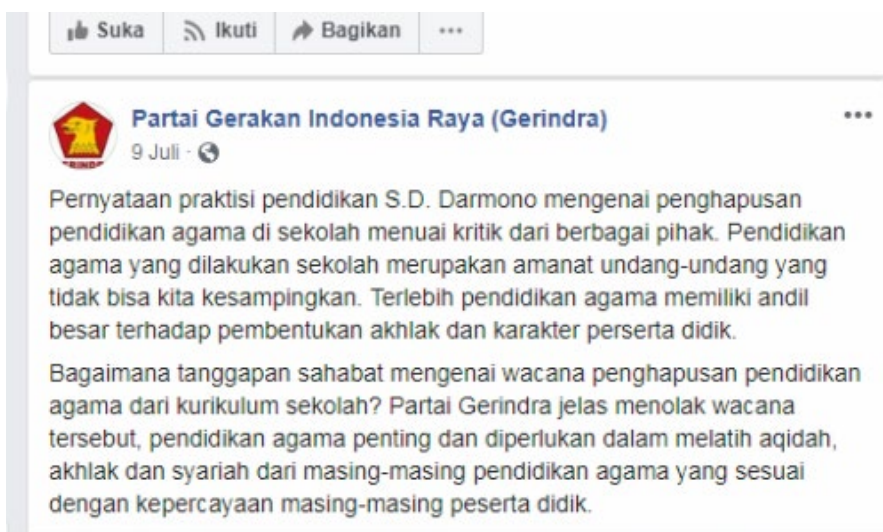 Suka Ikuti Bagikan ...
Partai Gerakan Indonesia Raya (Gerindra) ...
9 Juli ·
Pernyataan praktisi pendidikan S.D. Darmono mengenai penghapusan
pendidikan agama di sekolah menuai kritik dari berbagai pihak. Pendidikan
agama yang dilakukan sekolah merupakan amanat undang-undang yang
tidak bisa kita kesampingkan. Terlebih pendidikan agama memiliki andil
besar terhadap pembentukan akhlak dan karakter perserta didik.
Bagaimana tanggapan sahabat mengenai wacana penghapusan pendidikan
agama dari kurikulum sekolah? Partai Gerindra jelas menolak wacana
tersebut, pendidikan agama penting dan diperlukan dalam melatih aqidah,
akhlak dan syariah dari masing-masing pendidikan agama yang sesuai
dengan kepercayaan masing-masing peserta didik.